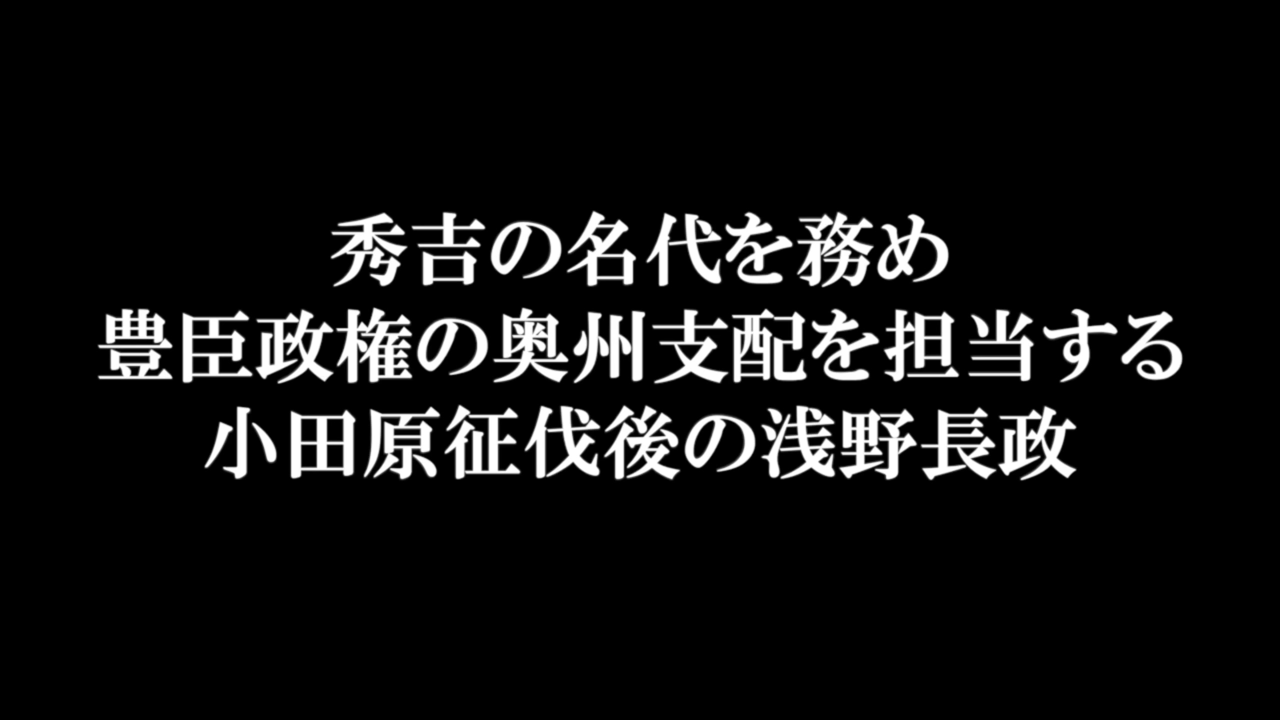 秀吉の名代を務め
豊臣政権の奥州支配を担当する
小田原征伐後の浅野長政